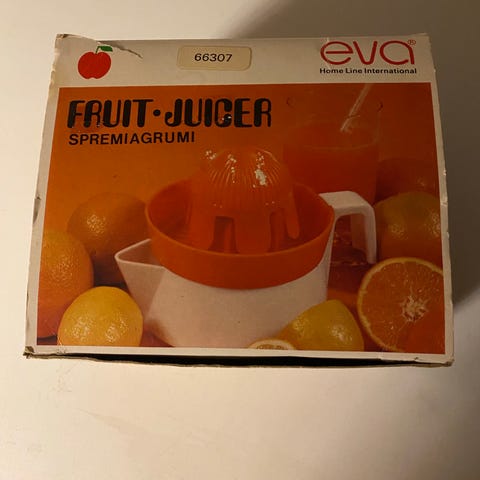 66307
eva®
Home Line International
FRUIT·JUICER
SPREMIAGRUMI